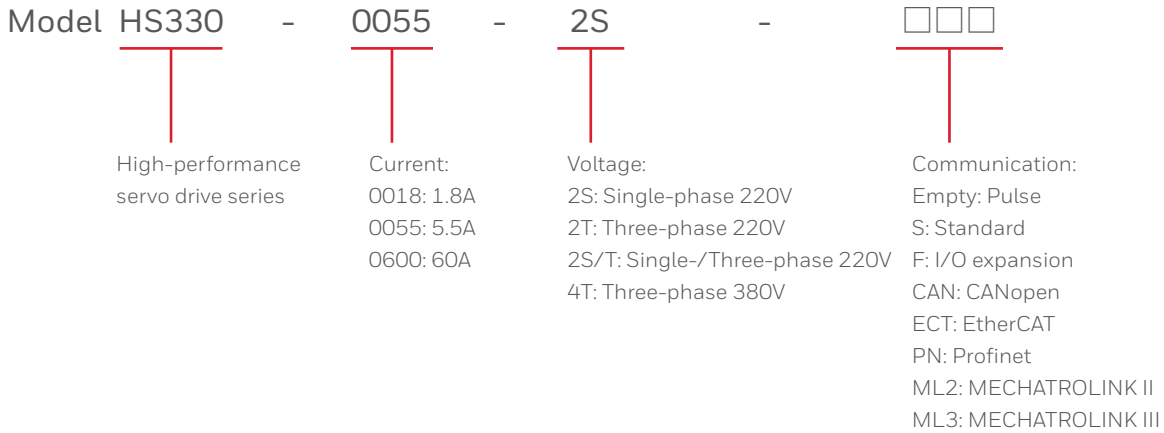 Model HS330 - 0055 - 2S - □□□
High-performance
servo drive series
Current:
0018: 1.8A
0055: 5.5A
0600: 60A
Voltage:
2S: Single-phase 220V
2T: Three-phase 220V
2S/T: Single-/Three-phase 220V
4T: Three-phase 380V
Communication:
Empty: Pulse
S: Standard
F: I/O expansion
CAN: CANopen
ECT: EtherCAT
PN: Profinet
ML2: MECHATROLINK II
ML3: MECHATROLINK III